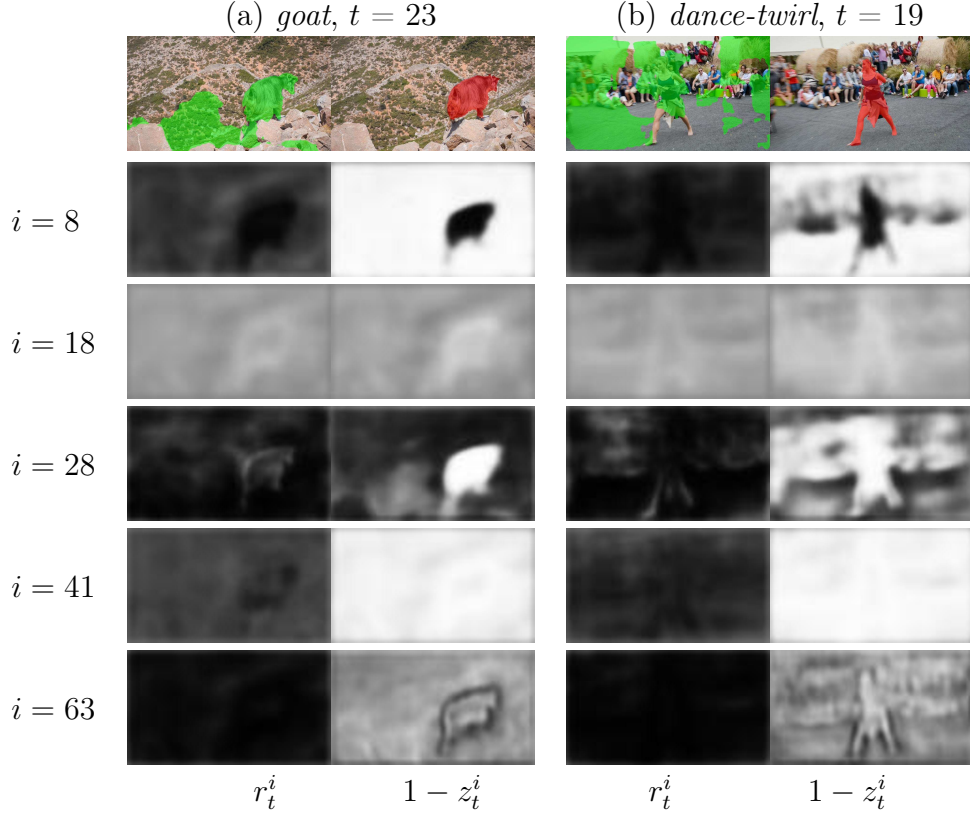 (a) goat, t = 23
(b) dance-twirl, t = 19
i = 8
i = 18
i = 28
i = 41
i = 63
r_t^i
1 − z_t^i
r_t^i
1 − z_t^i